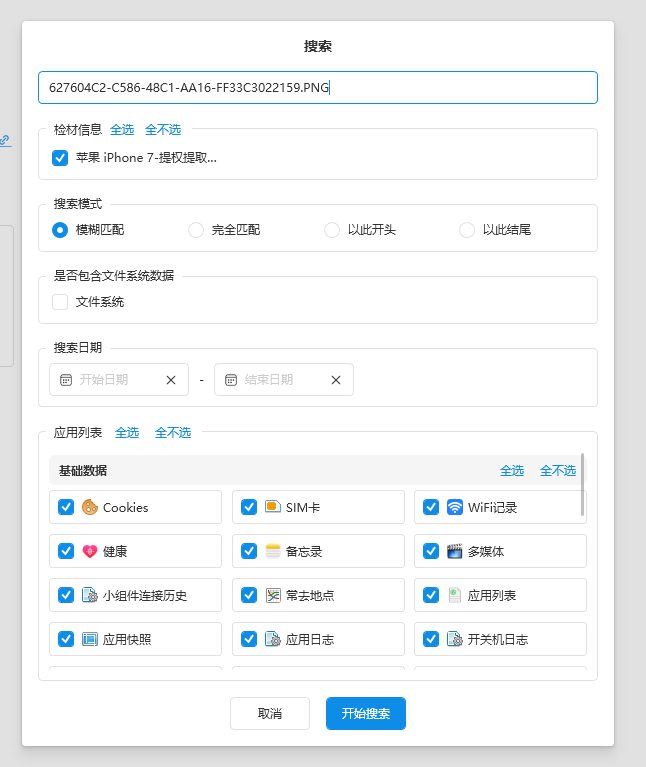 搜索
627604C2-C586-48C1-AA16-FF33C3022159.PNG
检材信息 全选 全不选
苹果 iPhone 7-提权提取...
搜索模式
模糊匹配 完全匹配 以此开头 以此结尾
是否包含文件系统数据
文件系统
搜索日期
开始日期 - 结束日期
应用列表 全选 全不选
基础数据 全选 全不选
Cookies SIM卡 WiFi记录
健康 备忘录 多媒体
小组件连接历史 常去地点 应用列表
应用快照 应用日志 开关机日志
取消 开始搜索